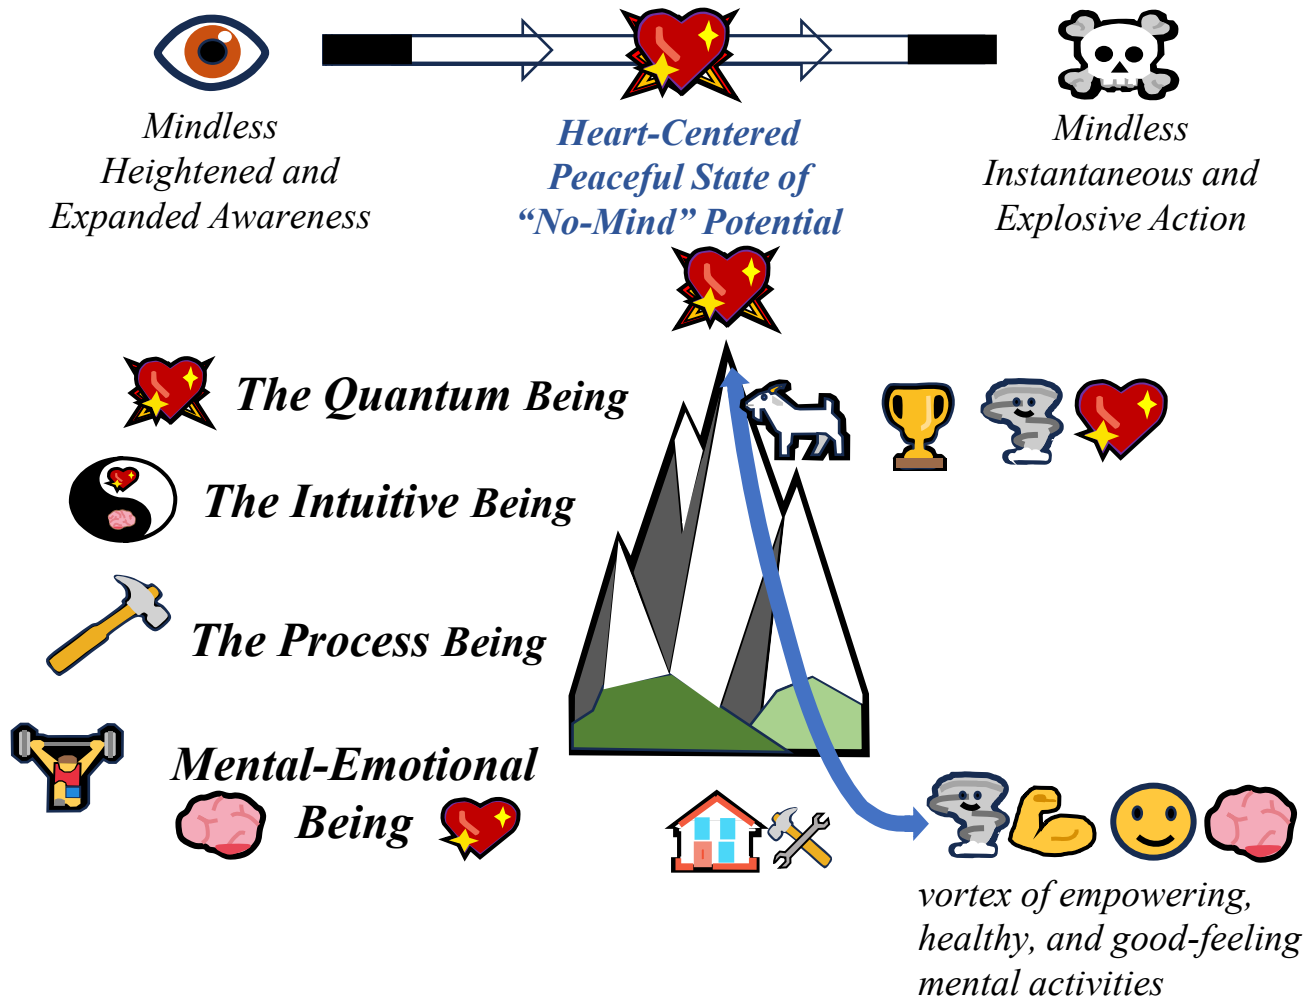 Mindless
Heightened and
Expanded Awareness
Heart-Centered
Peaceful State of
“No-Mind” Potential
Mindless
Instantaneous and
Explosive Action
The Quantum Being
The Intuitive Being
The Process Being
Mental-Emotional
Being
vortex of empowering,
healthy, and good-feeling
mental activities